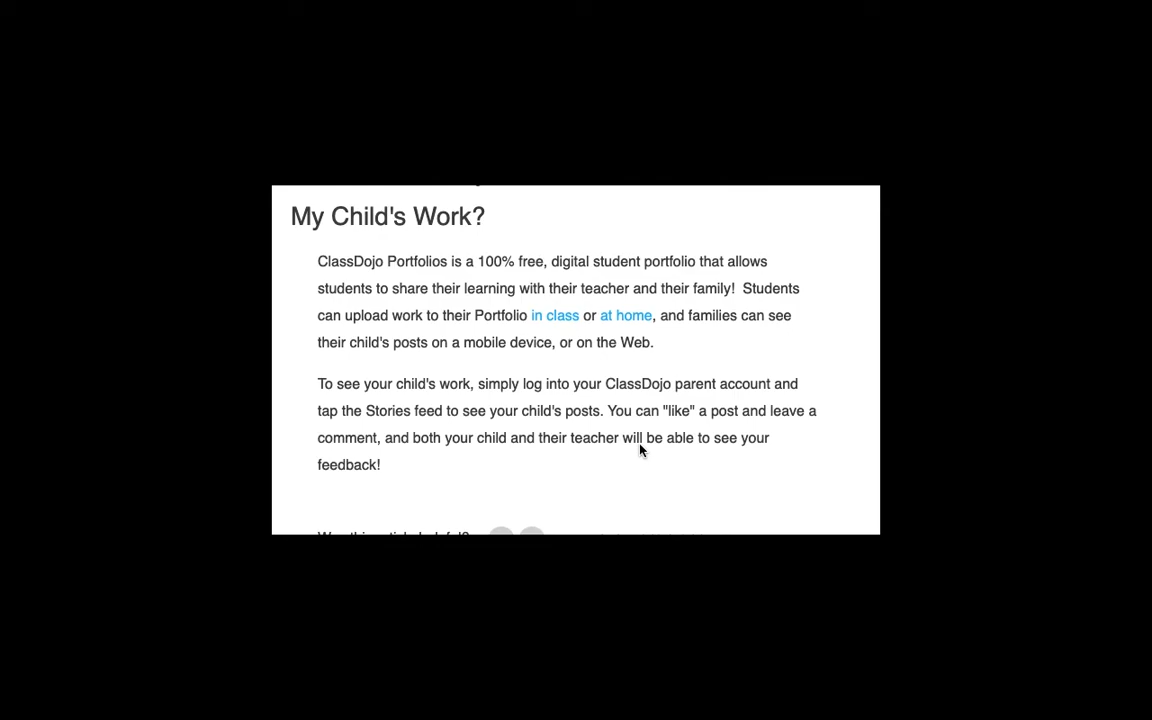 My Child's Work?
ClassDojo Portfolios is a 100% free, digital student portfolio that allows
students to share their learning with their teacher and their family!  Students
can upload work to their Portfolio in class or at home, and families can see
their child's posts on a mobile device, or on the Web.
To see your child's work, simply log into your ClassDojo parent account and
tap the Stories feed to see your child's posts. You can "like" a post and leave a
comment, and both your child and their teacher will be able to see your
feedback!
Was this article helpful?